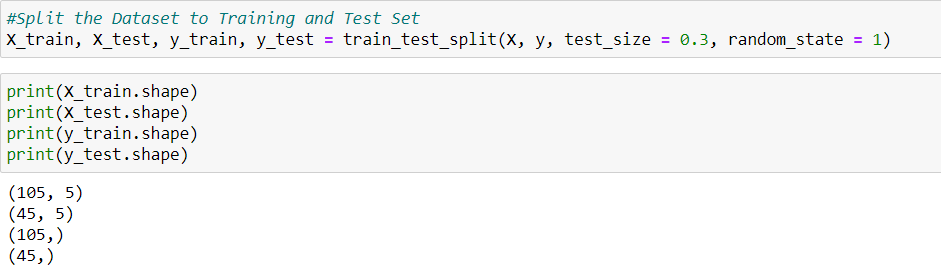 #Split the Dataset to Training and Test Set
X_train, X_test, y_train, y_test = train_test_split(X, y, test_size = 0.3, random_state = 1)
print(X_train.shape)
print(X_test.shape)
print(y_train.shape)
print(y_test.shape)
(105, 5)
(45, 5)
(105,)
(45,)